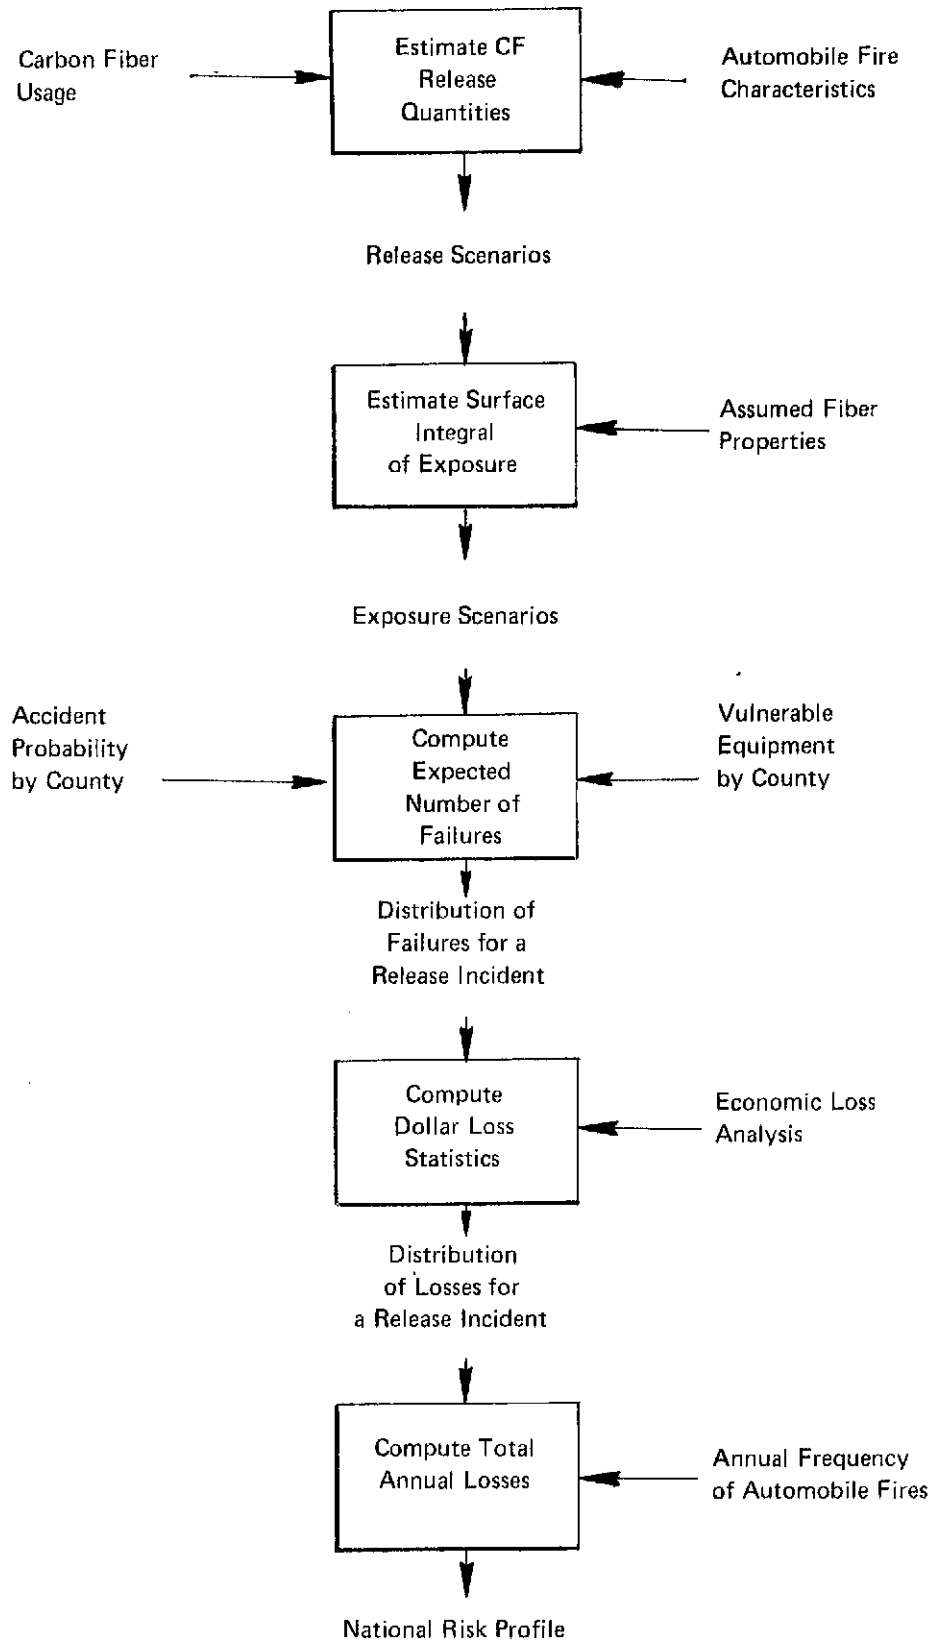 Carbon Fiber
Usage
Estimate CF
Release
Quantities
Automobile Fire
Characteristics
Release Scenarios
Estimate Surface
Integral
of Exposure
Assumed Fiber
Properties
Exposure Scenarios
Accident
Probability
by County
Compute
Expected
Number of
Failures
Vulnerable
Equipment
by County
Distribution of
Failures for a
Release Incident
Compute
Dollar Loss
Statistics
Economic Loss
Analysis
Distribution
of Losses for
a Release Incident
Compute Total
Annual Losses
Annual Frequency
of Automobile Fires
National Risk Profile